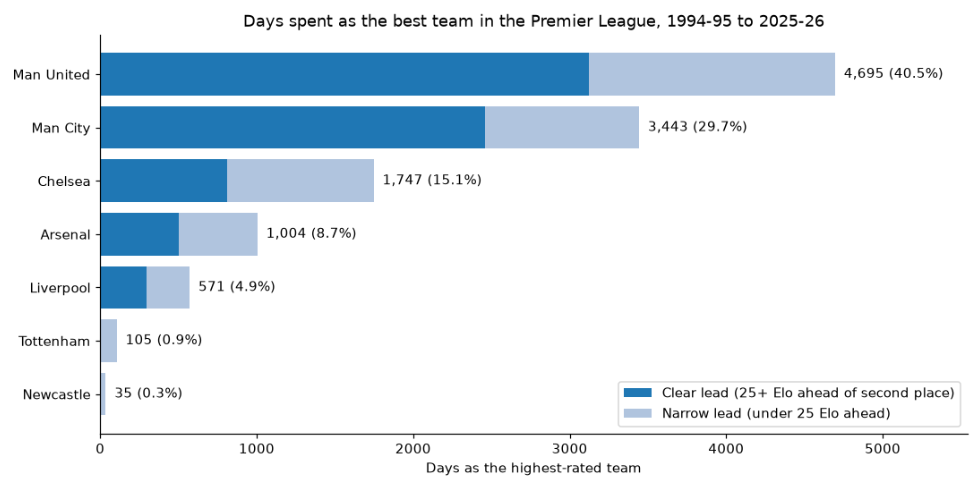 Days spent as the best team in the Premier League, 1994-95 to 2025-26
Man United
4,695 (40.5%)
Man City
3,443 (29.7%)
Chelsea
1,747 (15.1%)
Arsenal
1,004 (8.7%)
Liverpool
571 (4.9%)
Tottenham
105 (0.9%)
Newcastle
35 (0.3%)
Clear lead (25+ Elo ahead of second place)
Narrow lead (under 25 Elo ahead)
0 1000 2000 3000 4000 5000
Days as the highest-rated team